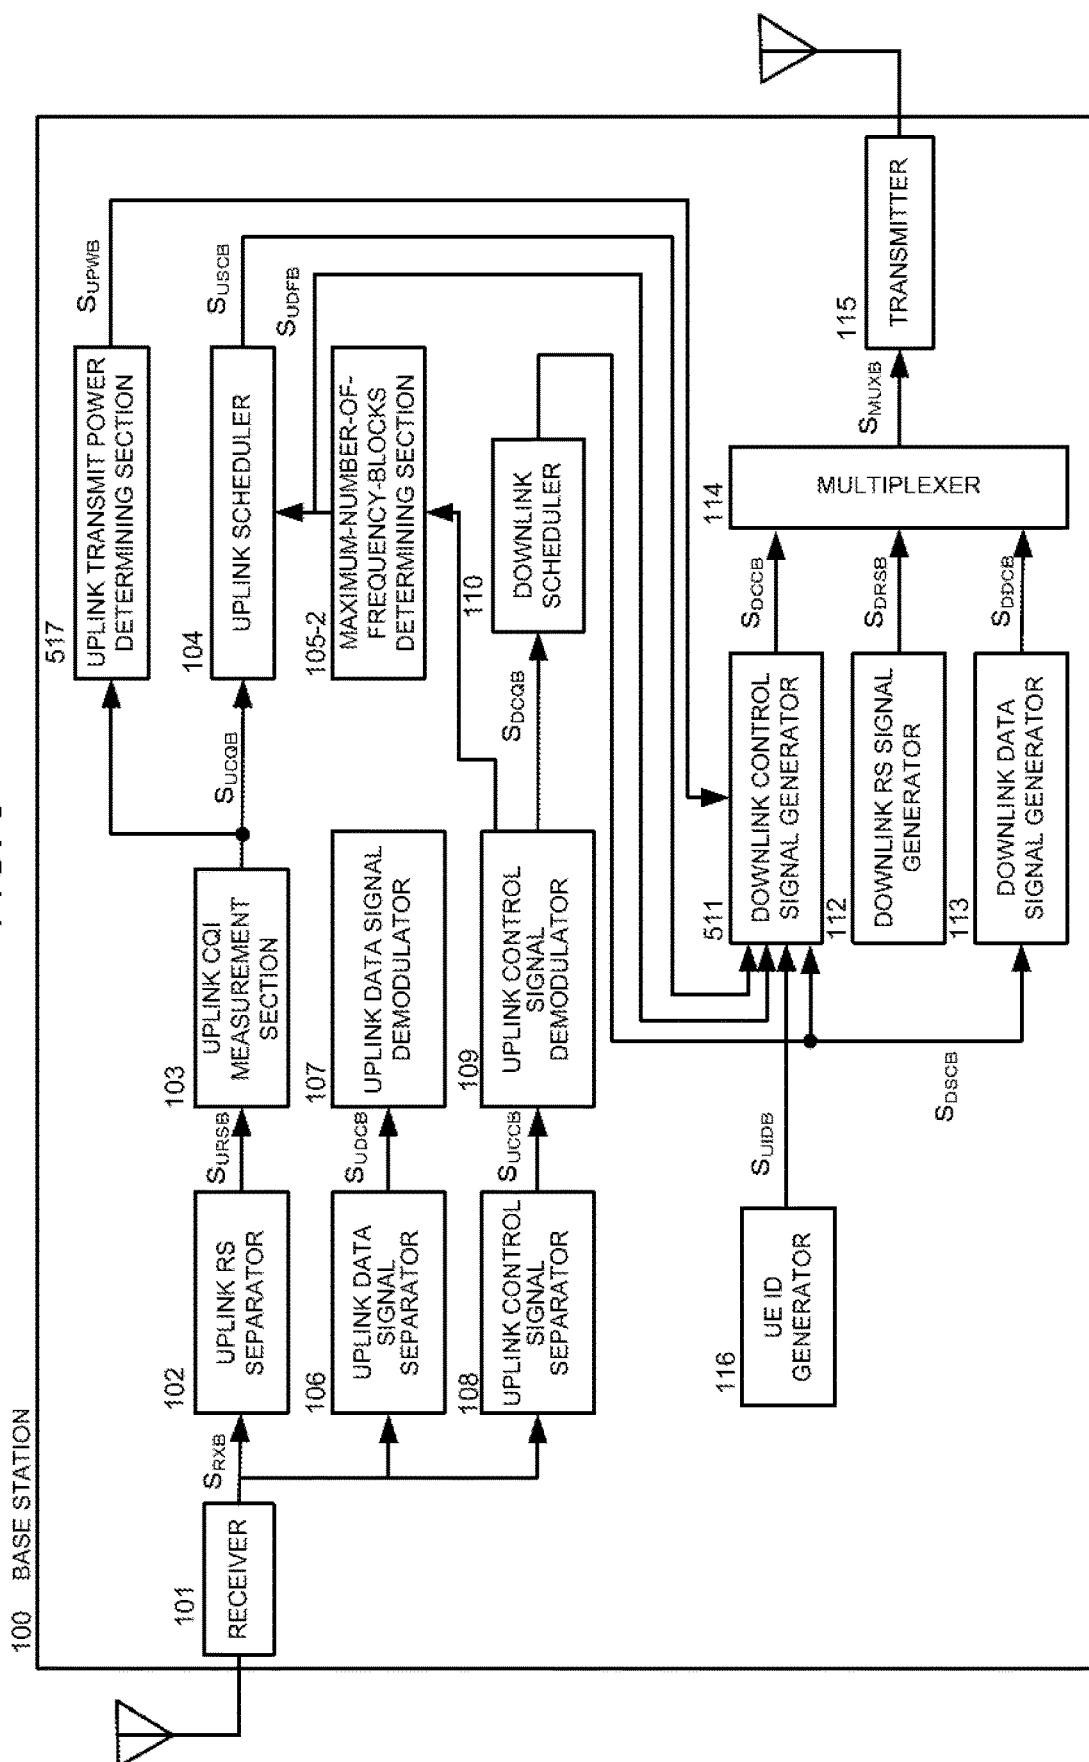 100 BASE STATION
101
RECEIVER
SRXB
102
UPLINK RS
SEPARATOR
SURSB
103
UPLINK CQI
MEASUREMENT
SECTION
SUCQB
517
UPLINK TRANSMIT POWER
DETERMINING SECTION
SUPWB
104
UPLINK SCHEDULER
SUSCB
SUDFB
105-2
MAXIMUM-NUMBER-OF-
FREQUENCY-BLOCKS
DETERMINING SECTION
106
UPLINK DATA
SIGNAL
SEPARATOR
SUDCB
107
UPLINK DATA SIGNAL
DEMODULATOR
108
UPLINK CONTROL
SIGNAL
SEPARATOR
SUCCB
109
UPLINK CONTROL
SIGNAL
DEMODULATOR
SDCQB
110
DOWNLINK
SCHEDULER
116
UE ID
GENERATOR
SUIDB
SDSCB
511
DOWNLINK CONTROL
SIGNAL GENERATOR
SDCCB
112
DOWNLINK RS SIGNAL
GENERATOR
SDRSB
113
DOWNLINK DATA
SIGNAL GENERATOR
SDDCB
114
MULTIPLEXER
SMUXB
115
TRANSMITTER